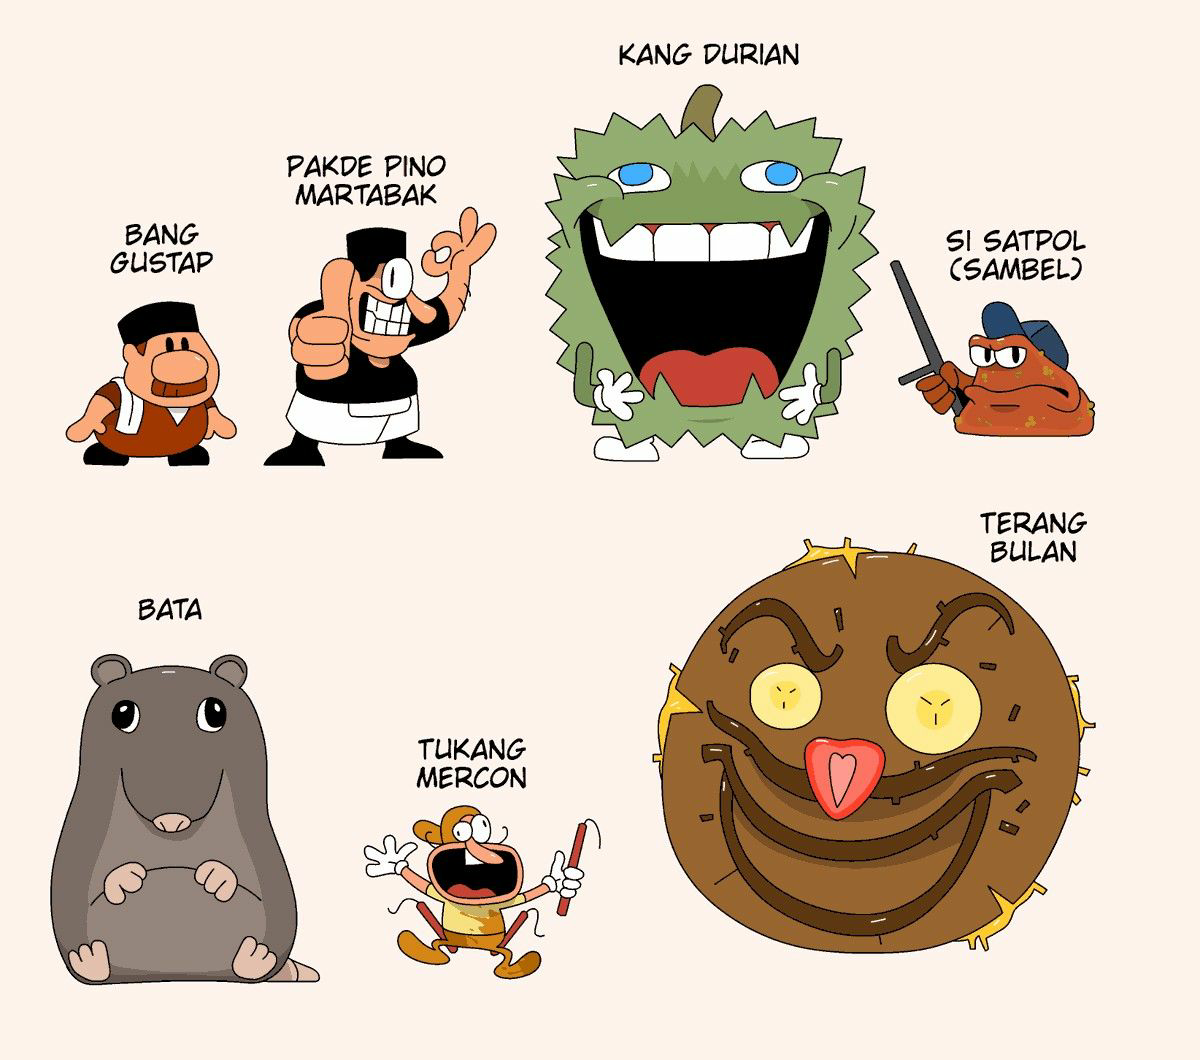 KANG DURIAN
PAKDE PINO
MARTABAK
BANG
GUSTAP
SI SATPOL
(SAMBEL)
TERANG
BULAN
BATA
TUKANG
MERCON